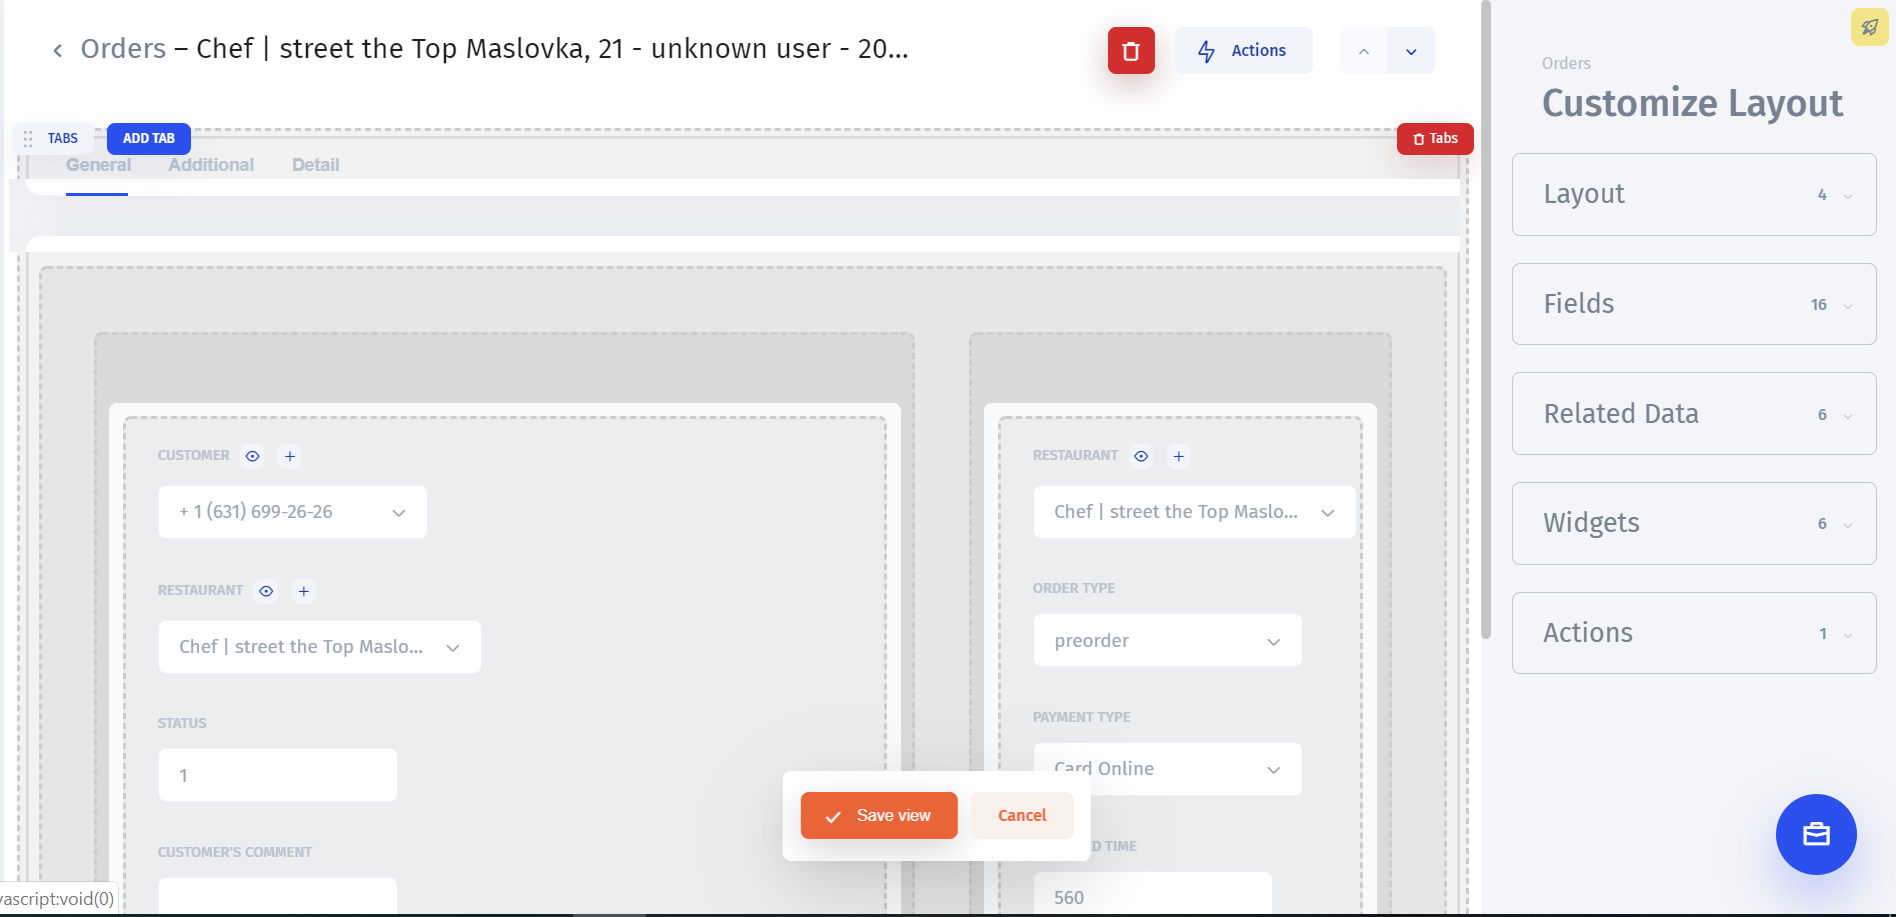 Orders – Chef | street the Top Maslovka, 21 - unknown user - 20...
Actions
TABS
ADD TAB
Tabs
General
Additional
Detail
CUSTOMER
+ 1 (631) 699-26-26
RESTAURANT
Chef | street the Top Maslo...
STATUS
1
CUSTOMER'S COMMENT
RESTAURANT
Chef | street the Top Maslo...
ORDER TYPE
preorder
PAYMENT TYPE
Card Online
D TIME
560
Save view
Cancel
vascript:void(0)
Orders
Customize Layout
Layout 4
Fields 16
Related Data 6
Widgets 6
Actions 1